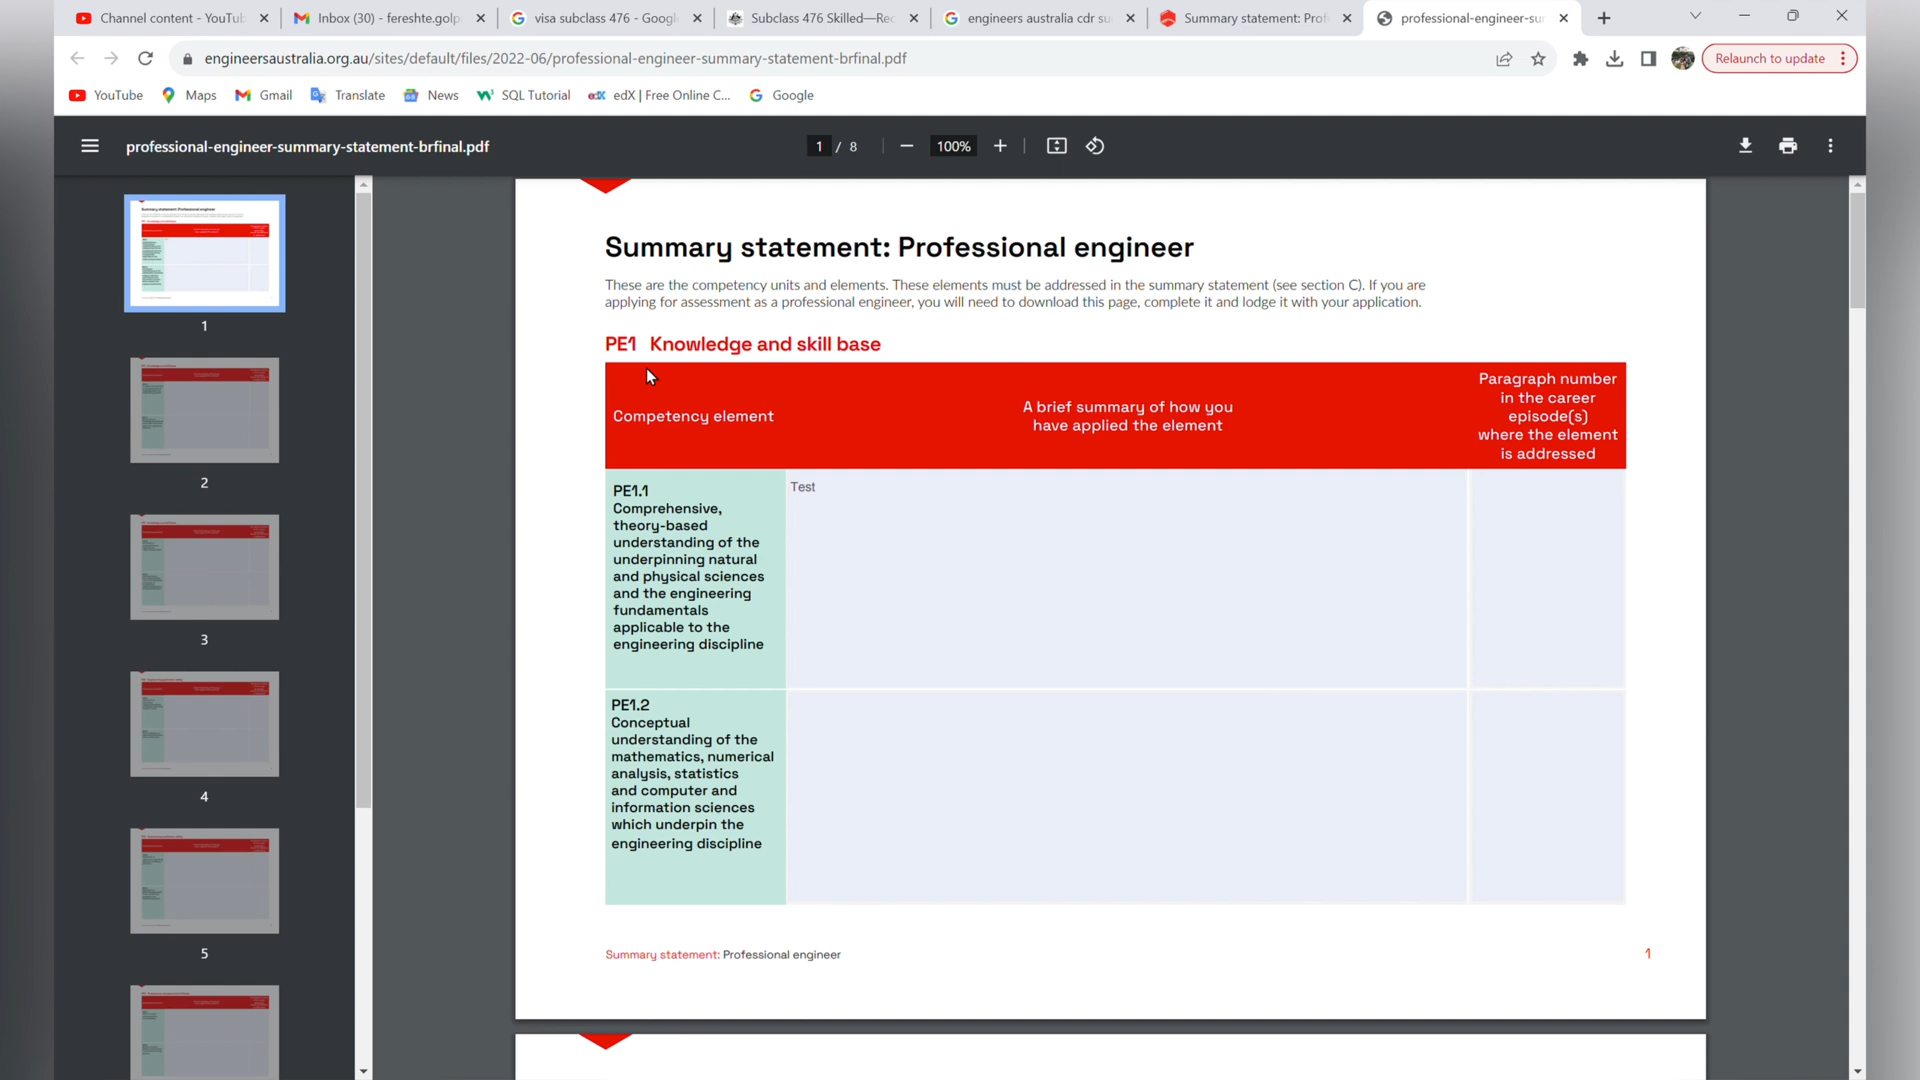 Channel content - YouTub
Inbox (30) - fereshte.golp
visa subclass 476 - Googl
Subclass 476 Skilled—Rec
engineers australia cdr su
Summary statement: Prof
professional-engineer-su
engineersaustralia.org.au/sites/default/files/2022-06/professional-engineer-summary-statement-brfinal.pdf
Relaunch to update
YouTube
Maps
Gmail
Translate
News
SQL Tutorial
edX | Free Online C...
Google
professional-engineer-summary-statement-brfinal.pdf
1 / 8
100%
1
2
3
4
5
Summary statement: Professional engineer
These are the competency units and elements. These elements must be addressed in the summary statement (see section C). If you are
applying for assessment as a professional engineer, you will need to download this page, complete it and lodge it with your application.
PE1 Knowledge and skill base
Competency element
A brief summary of how you
have applied the element
Paragraph number
in the career
episode(s)
where the element
is addressed
PE1.1
Comprehensive,
theory-based
understanding of the
underpinning natural
and physical sciences
and the engineering
fundamentals
applicable to the
engineering discipline
Test
PE1.2
Conceptual
understanding of the
mathematics, numerical
analysis, statistics
and computer and
information sciences
which underpin the
engineering discipline
Summary statement: Professional engineer
1